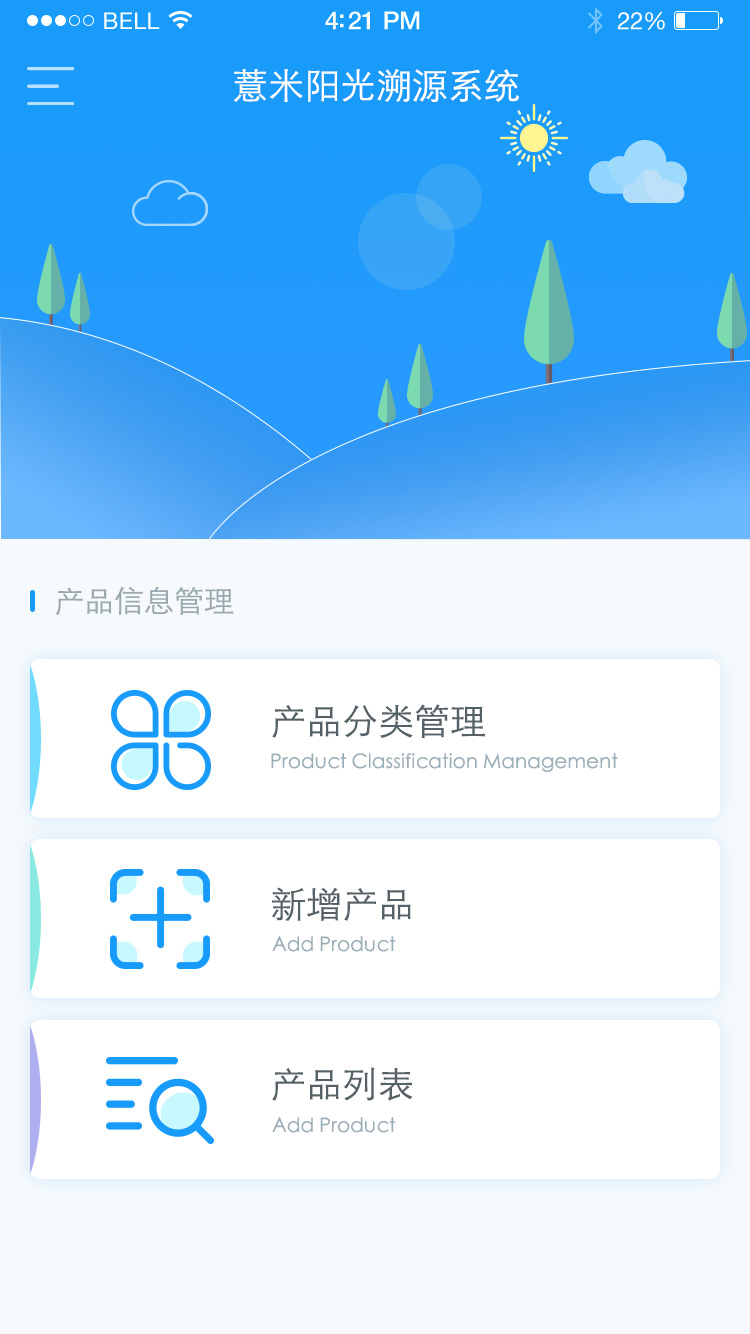 BELL 4:21 PM 22%
薏米阳光溯源系统
产品信息管理
产品分类管理
Product Classification Management
新增产品
Add Product
产品列表
Add Product